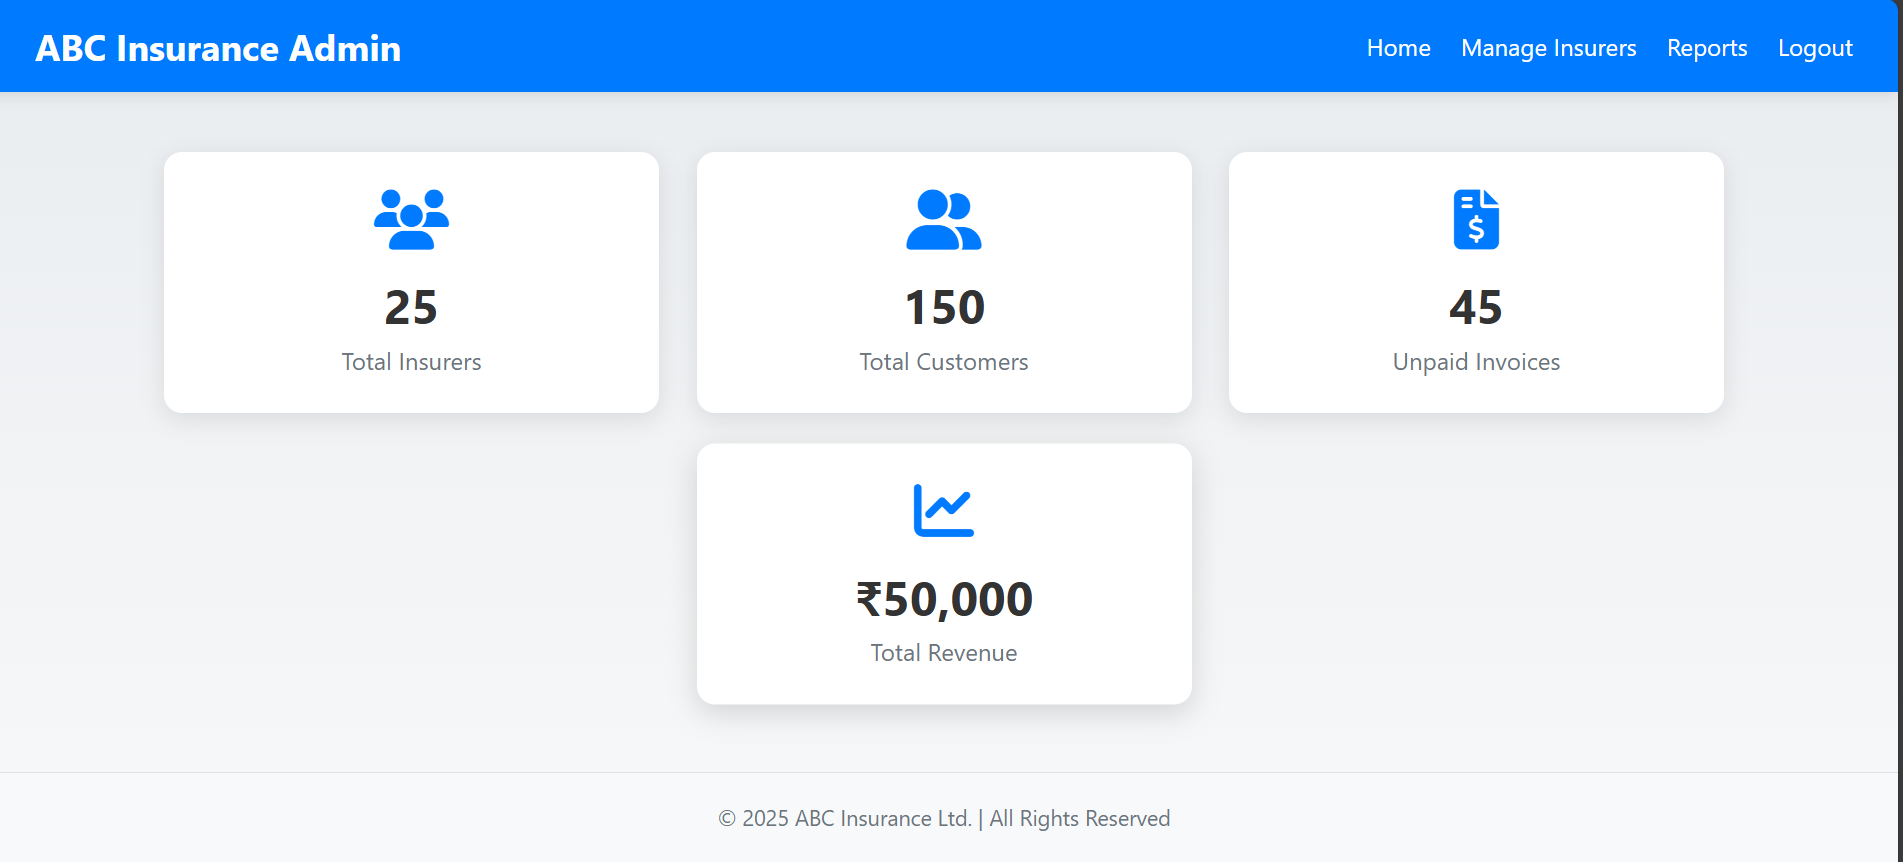 ABC Insurance Admin
Home Manage Insurers Reports Logout
25
Total Insurers
150
Total Customers
$
45
Unpaid Invoices
₹50,000
Total Revenue
© 2025 ABC Insurance Ltd. | All Rights Reserved